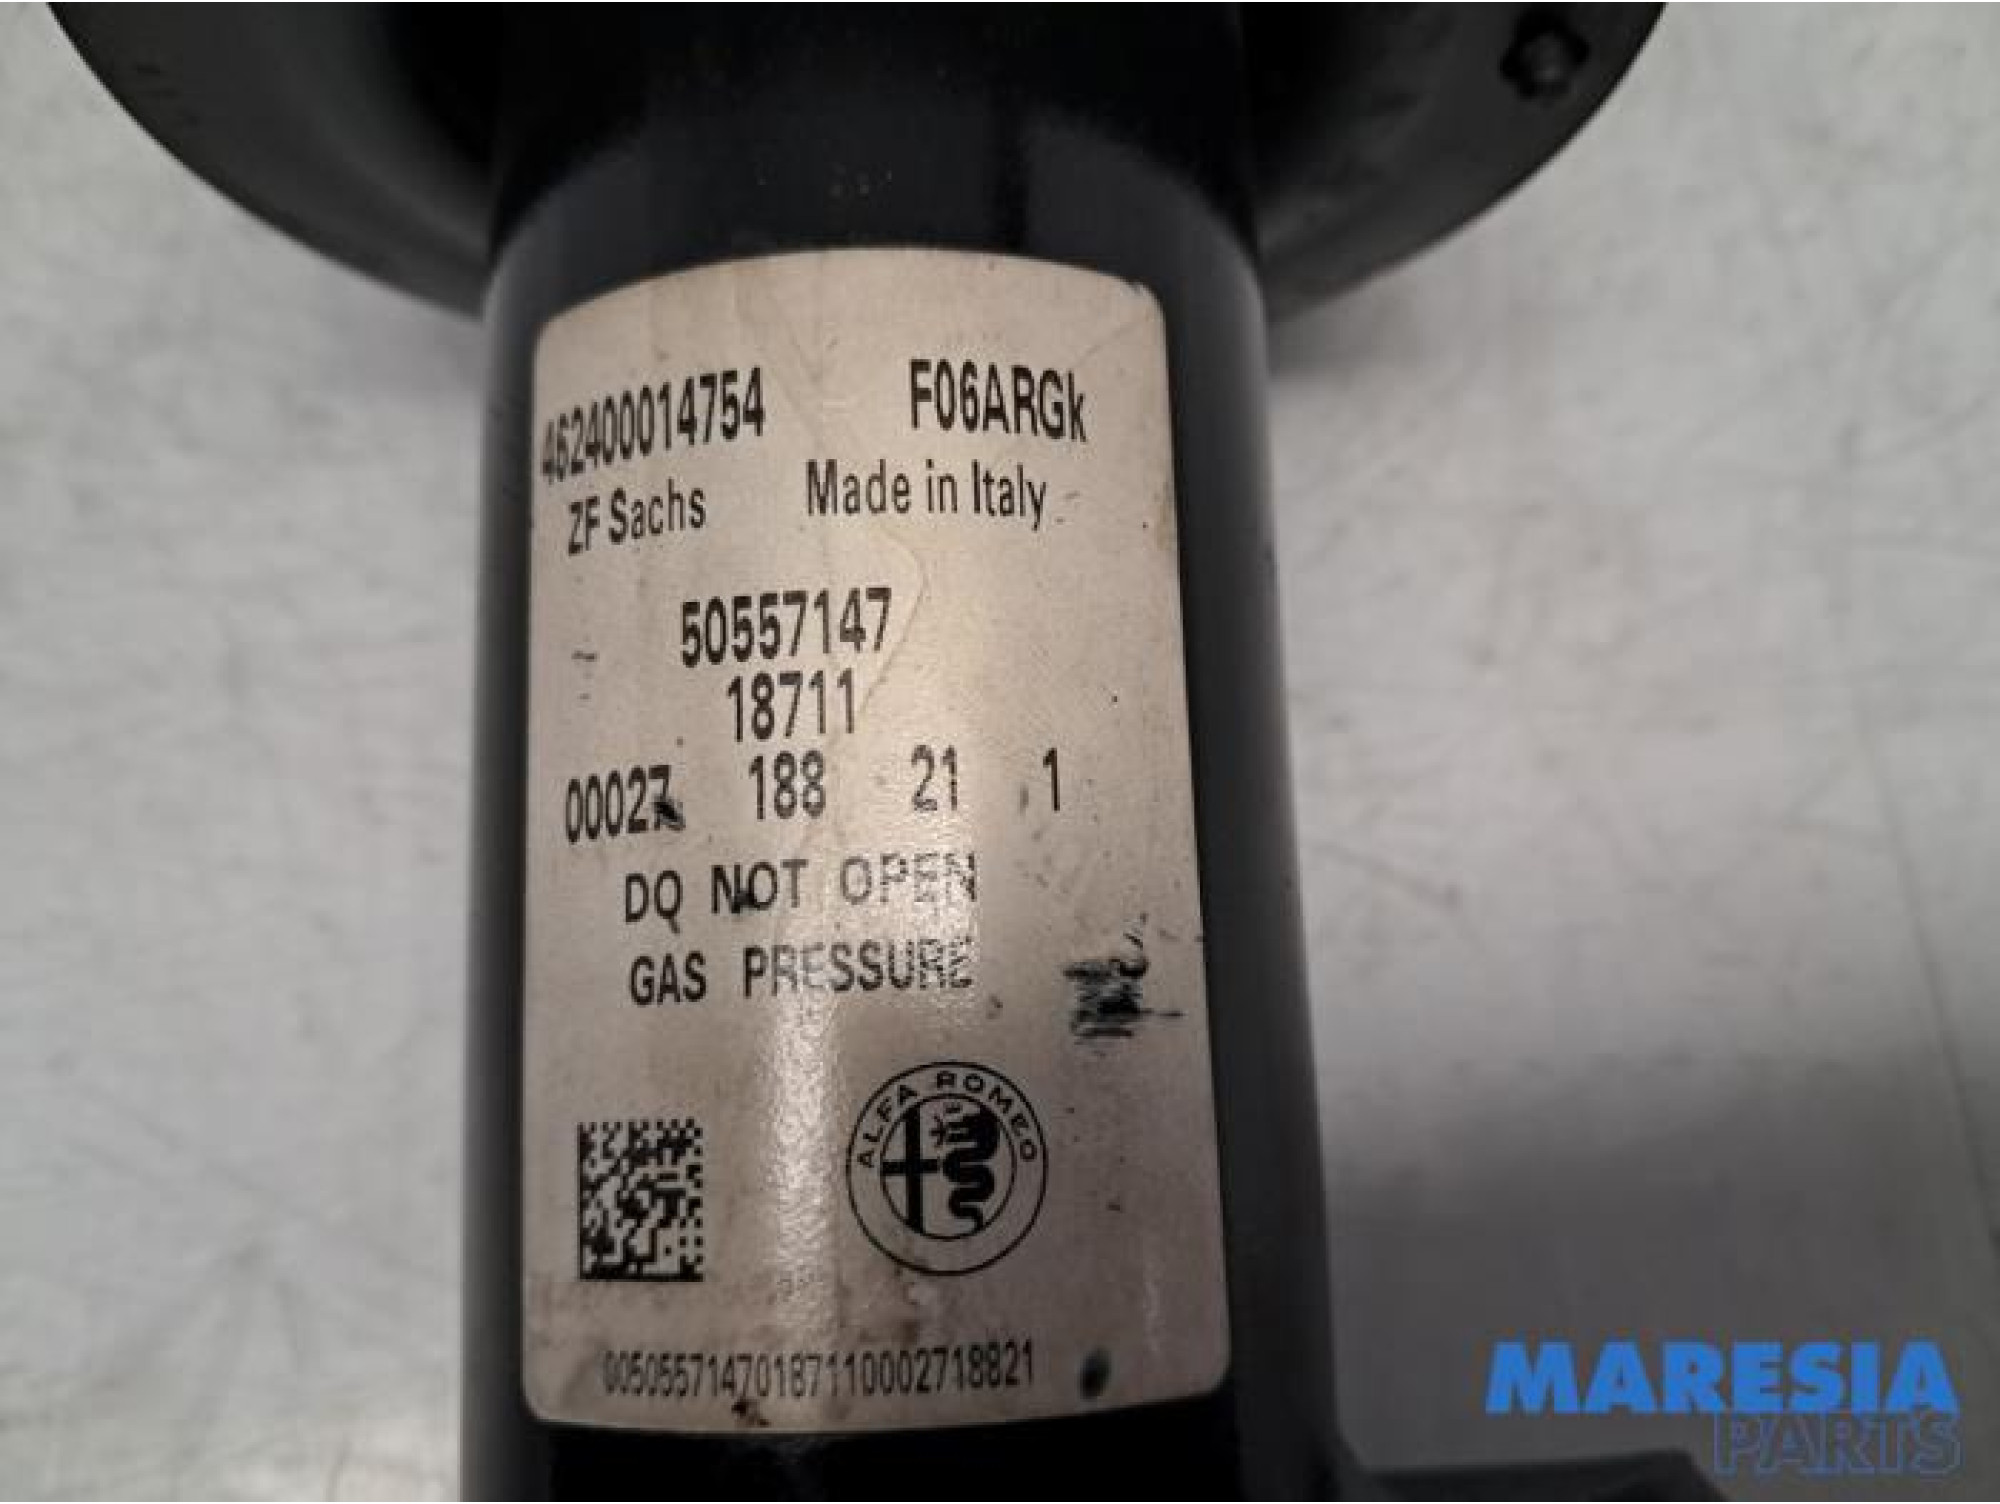 462400014754 F06ARGk
ZF Sachs Made in Italy
50557147
18711
00027 188 21 1
DO NOT OPEN
GAS PRESSURE
ALFA ROMEO
00505571470187110002718821
MARESIA
PARTS